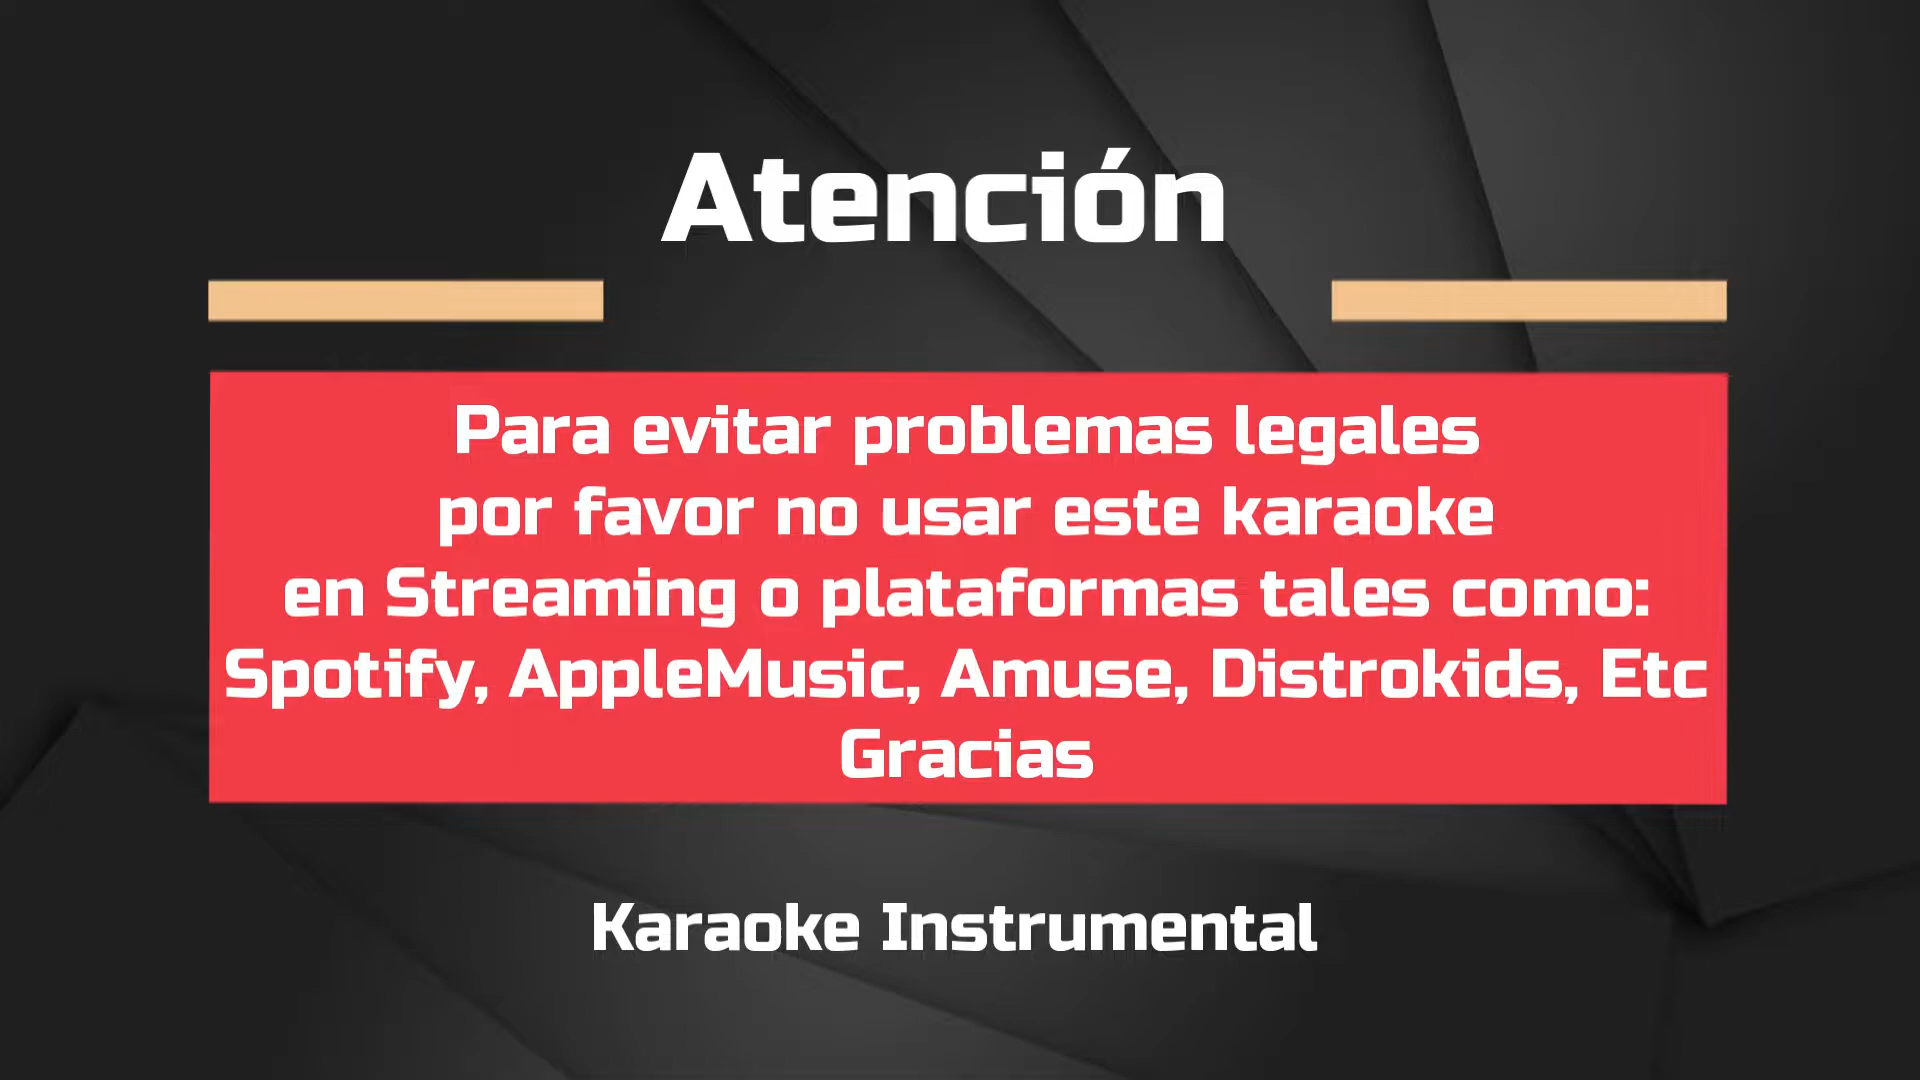 Atención
Para evitar problemas legales
por favor no usar este karaoke
en Streaming o plataformas tales como:
Spotify, AppleMusic, Amuse, Distrokids, Etc
Gracias
Karaoke Instrumental